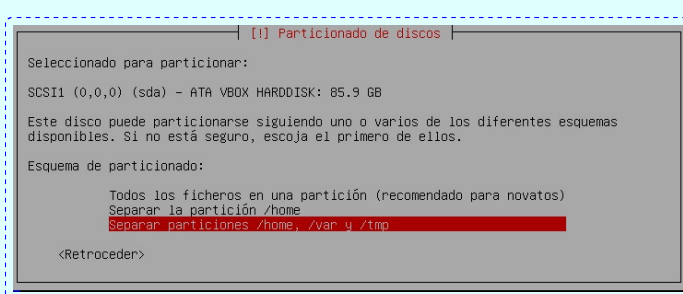 [!] Particionado de discos
Seleccionado para particionar:
SCSI1 (0,0,0) (sda) – ATA VBOX HARDDISK: 85.9 GB
Este disco puede particionarse siguiendo uno o varios de los diferentes esquemas
disponibles. Si no está seguro, escoja el primero de ellos.
Esquema de particionado:
Todos los ficheros en una partición (recomendado para novatos)
Separar la partición /home
Separar particiones /home, /var y /tmp
<Retroceder>